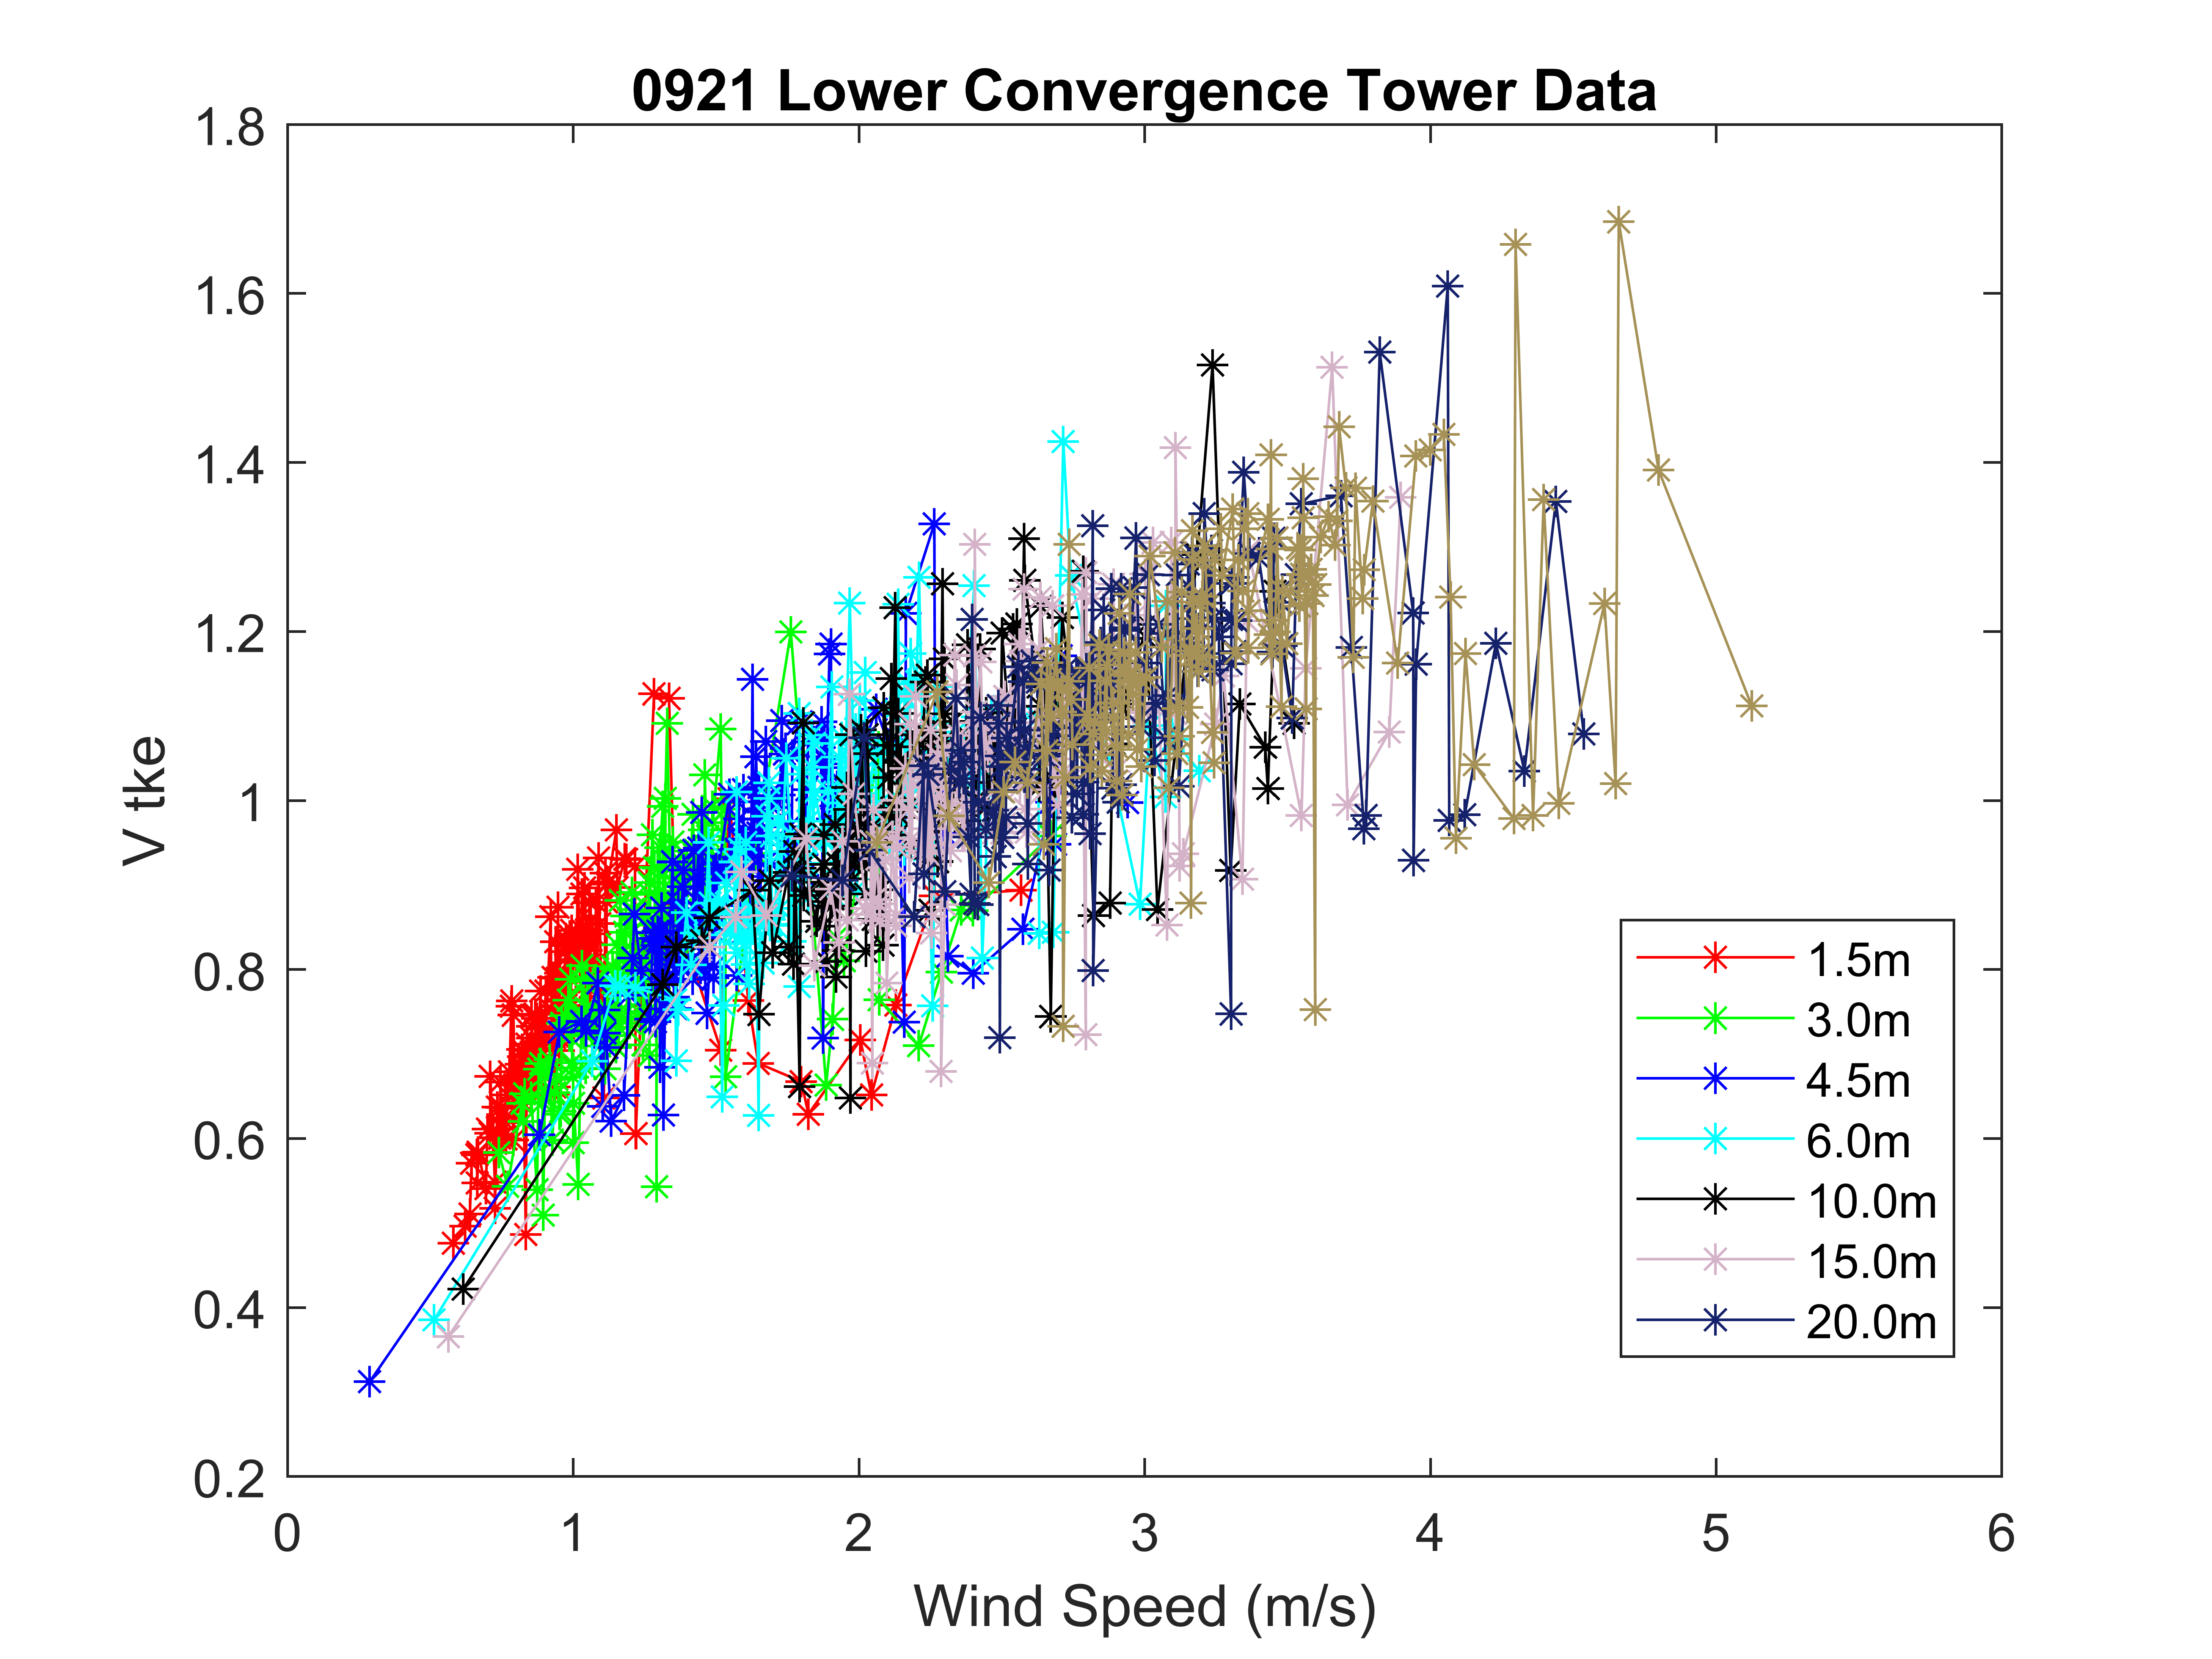 0921 Lower Convergence Tower Data
1.8
1.6
1.4
1.2
1
0.8
0.6
0.4
0.2
V tke
0 1 2 3 4 5 6
Wind Speed (m/s)
1.5m
3.0m
4.5m
6.0m
10.0m
15.0m
20.0m